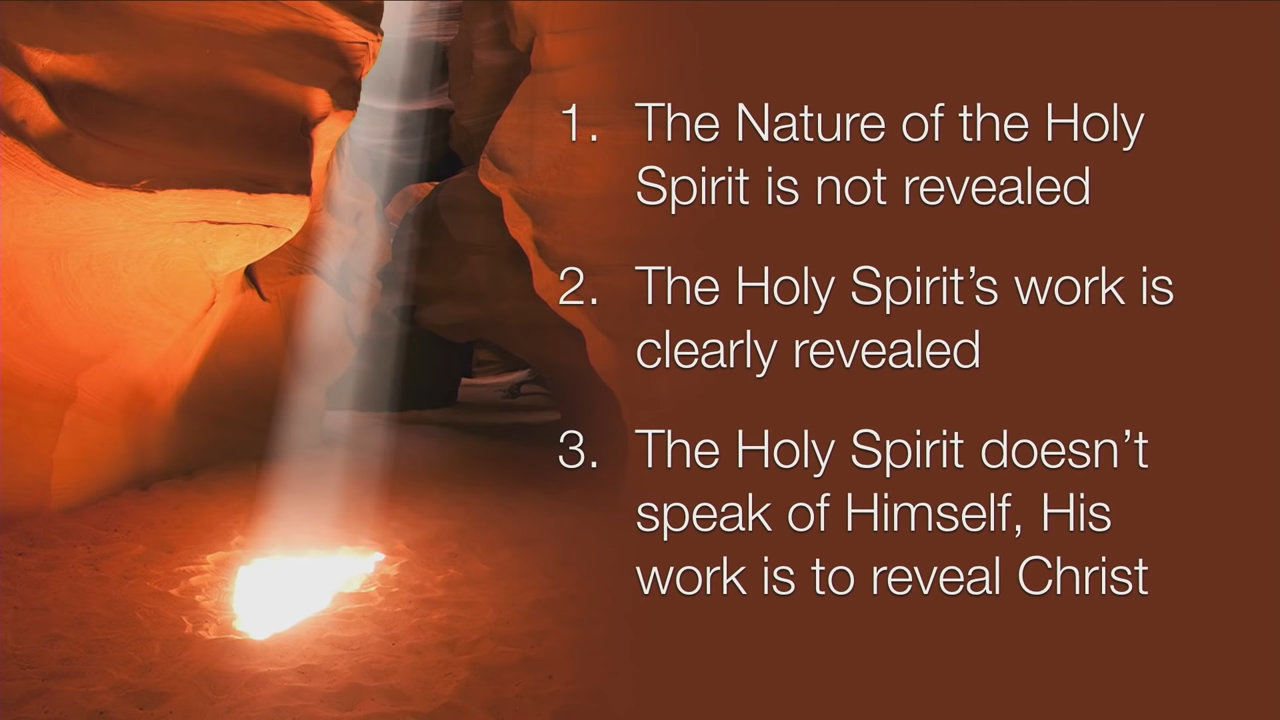 1. The Nature of the Holy
Spirit is not revealed
2. The Holy Spirit’s work is
clearly revealed
3. The Holy Spirit doesn’t
speak of Himself, His
work is to reveal Christ